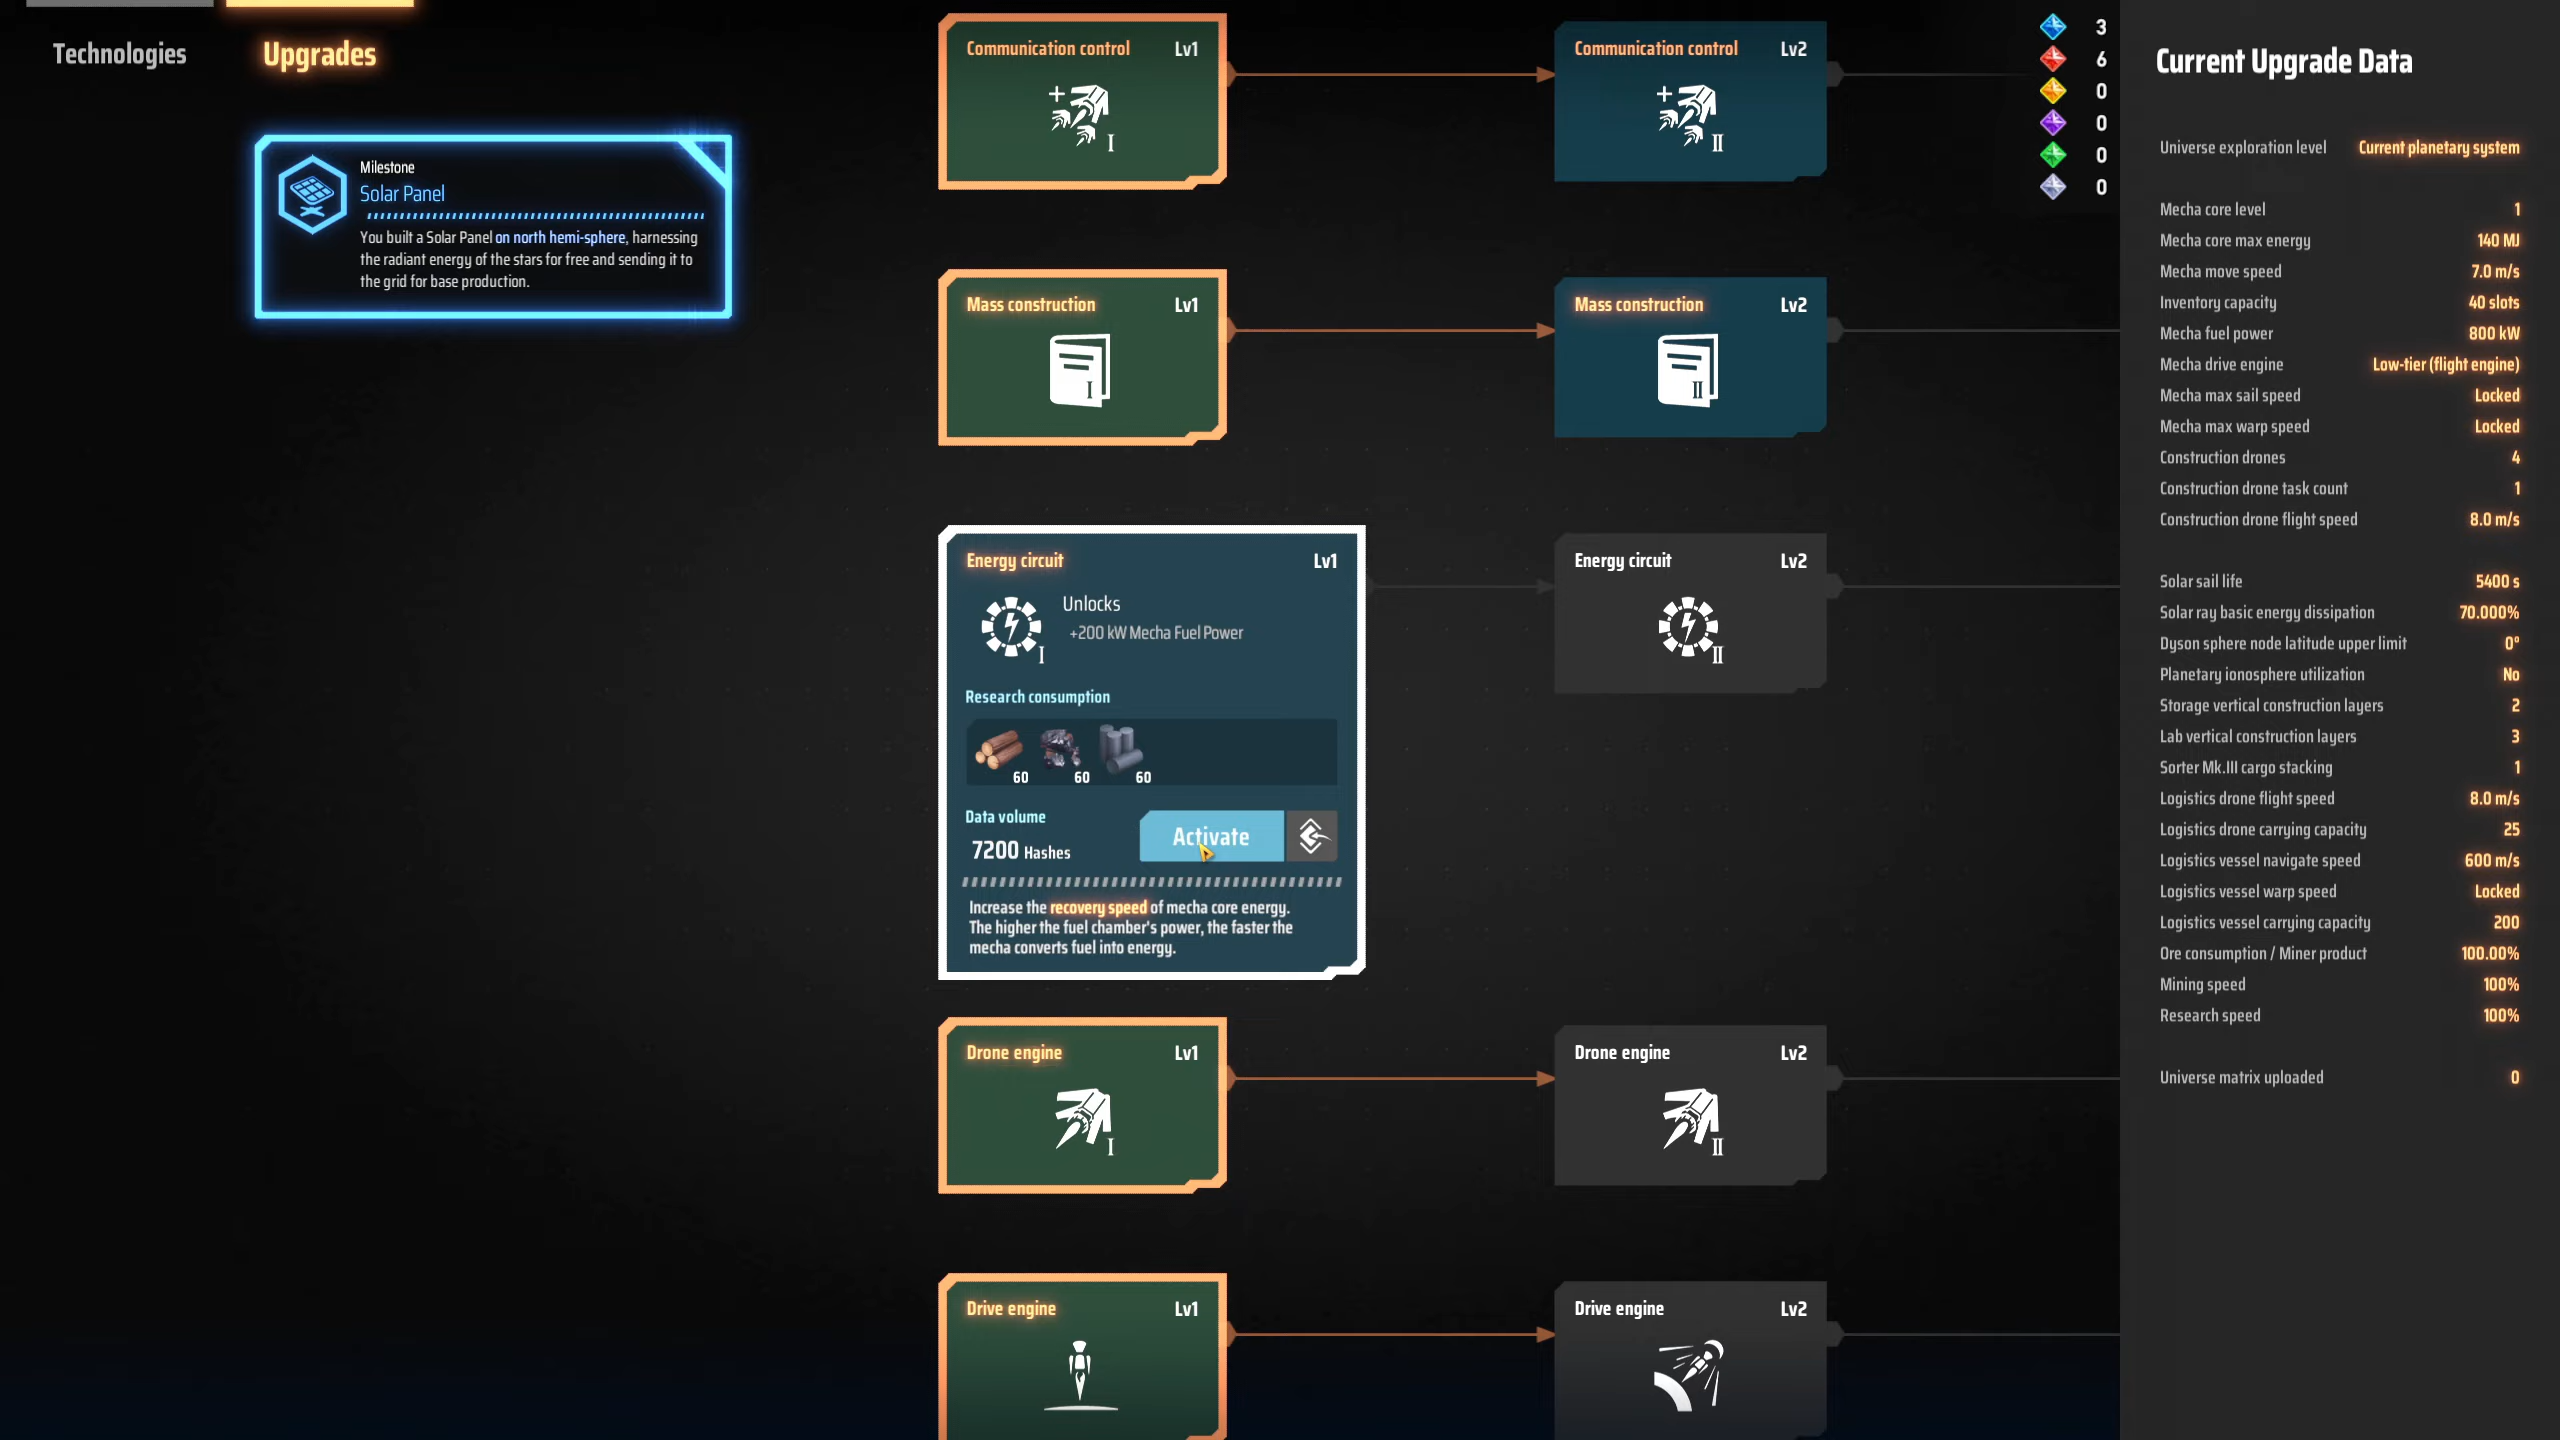 Technologies
Upgrades
Milestone
Solar Panel
You built a Solar Panel on north hemi-sphere, harnessing
the radiant energy of the stars for free and sending it to
the grid for base production.
Communication control Lv1
I
Communication control Lv2
II
3
6
0
0
0
0
Mass construction Lv1
I
Mass construction Lv2
II
Energy circuit Lv1
I
Unlocks
+200 kW Mecha Fuel Power
Research consumption
60 60 60
Data volume
7200 Hashes
Activate
Increase the recovery speed of mecha core energy.
The higher the fuel chamber's power, the faster the
mecha converts fuel into energy.
Energy circuit Lv2
II
Drone engine Lv1
I
Drone engine Lv2
II
Drive engine Lv1
Drive engine Lv2
Current Upgrade Data
Universe exploration level Current planetary system
Mecha core level 1
Mecha core max energy 140 MJ
Mecha move speed 7.0 m/s
Inventory capacity 40 slots
Mecha fuel power 800 kW
Mecha drive engine Low-tier (flight engine)
Mecha max sail speed Locked
Mecha max warp speed Locked
Construction drones 4
Construction drone task count 1
Construction drone flight speed 8.0 m/s
Solar sail life 5400 s
Solar ray basic energy dissipation 70.000%
Dyson sphere node latitude upper limit 0°
Planetary ionosphere utilization No
Storage vertical construction layers 2
Lab vertical construction layers 3
Sorter Mk.III cargo stacking 1
Logistics drone flight speed 8.0 m/s
Logistics drone carrying capacity 25
Logistics vessel navigate speed 600 m/s
Logistics vessel warp speed Locked
Logistics vessel carrying capacity 200
Ore consumption / Miner product 100.00%
Mining speed 100%
Research speed 100%
Universe matrix uploaded 0